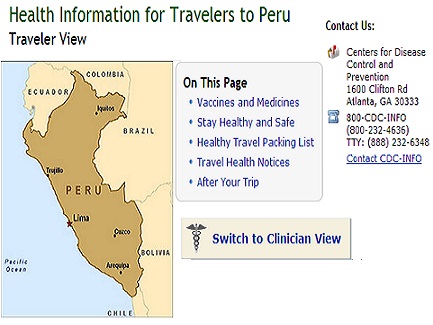 Health Information for Travelers to Peru
Traveler View
COLOMBIA
ECUADOR
Iquitos
BRAZIL
Trujillo
PERU
Lima
Cuzco
BOLIVIA
Arequipa
Pacific
Ocean
CHILE
On This Page
• Vaccines and Medicines
• Stay Healthy and Safe
• Healthy Travel Packing List
• Travel Health Notices
• After Your Trip
Switch to Clinician View
Contact Us:
Centers for Disease
Control and
Prevention
1600 Clifton Rd
Atlanta, GA 30333
800-CDC-INFO
(800-232-4636)
TTY: (888) 232-6348
Contact CDC-INFO